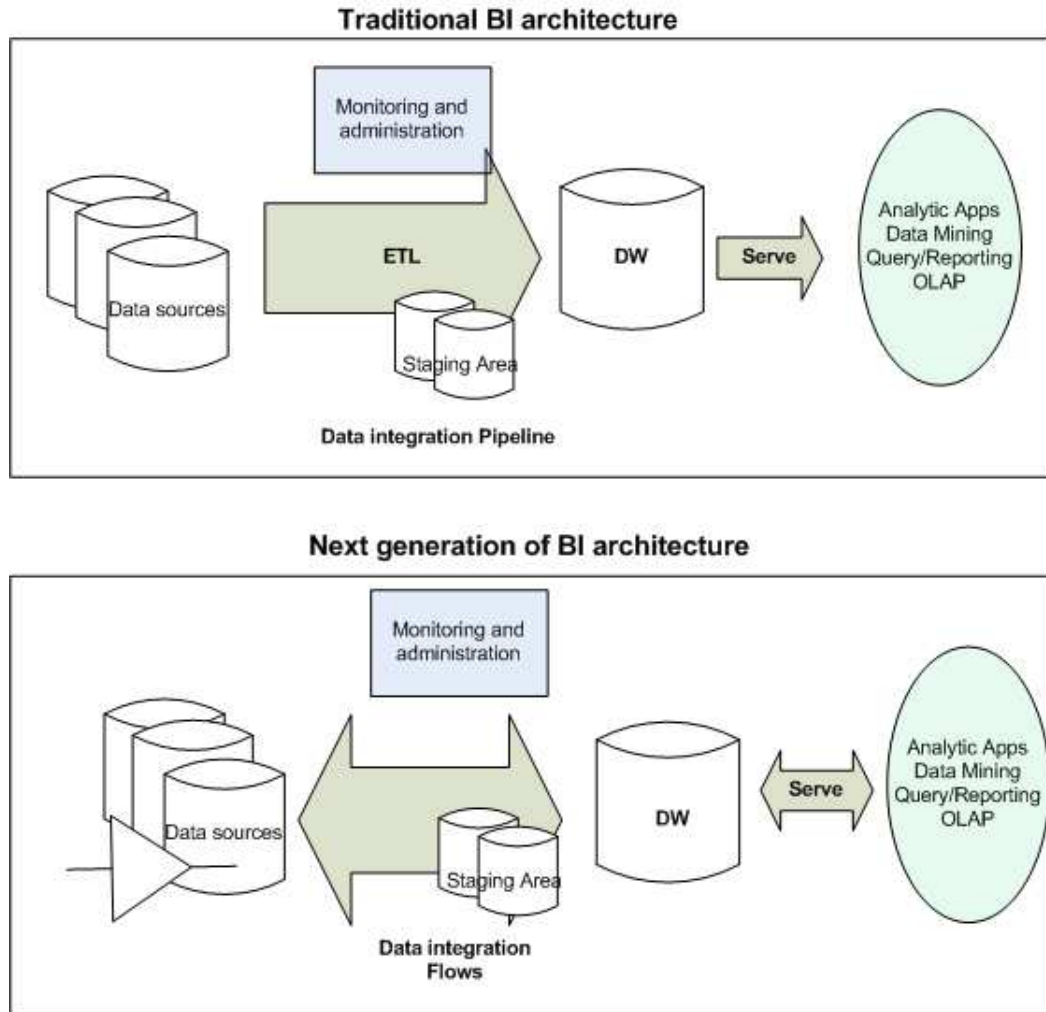 Traditional BI architecture
Monitoring and
administration
Data sources
ETL
Staging Area
DW
Serve
Analytic Apps
Data Mining
Query/Reporting
OLAP
Data integration Pipeline
Next generation of BI architecture
Monitoring and
administration
Data sources
Staging Area
DW
Serve
Analytic Apps
Data Mining
Query/Reporting
OLAP
Data integration
Flows